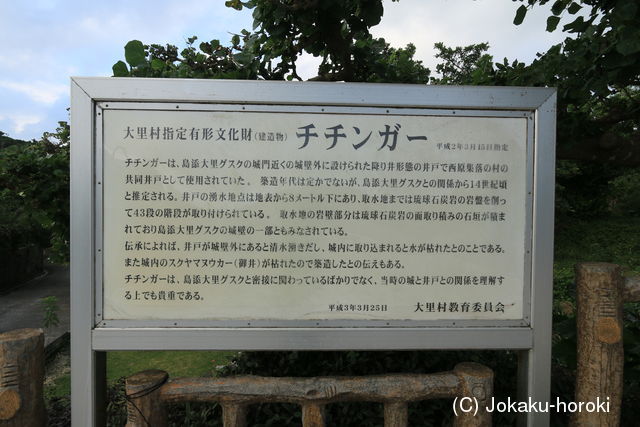 大里村指定有形文化財(建造物) チチンガー 平成2年3月15日指定
チチンガーは、島添大里グスクの城門近くの城壁外に設けられた降り井形態の井戸で西原集落の村の
共同井戸として使用されていた。 築造年代は定かでないが、島添大里グスクとの関係から14世紀頃
と推定される。井戸の湧水地点は地表から8メートル下にあり、取水地までは琉球石灰岩の岩盤を削って
43段の階段が取り付けられている。 取水地の岩壁部分は琉球石灰岩の面取り積みの石垣が積ま
れており島添大里グスクの城壁の一部ともみなされている。
伝承によれば、井戸が城壁外にあると清水湧きだし、城内に取り込まれると水が枯れたとのことである。
また城内のスクヤマヌウカー(御井)が枯れたので築造したとの伝えもある。
チチンガーは、島添大里グスクと密接に関わっているばかりでなく、当時の城と井戸との関係を理解す
る上でも貴重である。
平成3年3月25日 大里村教育委員会
(C) Jokaku-horoki